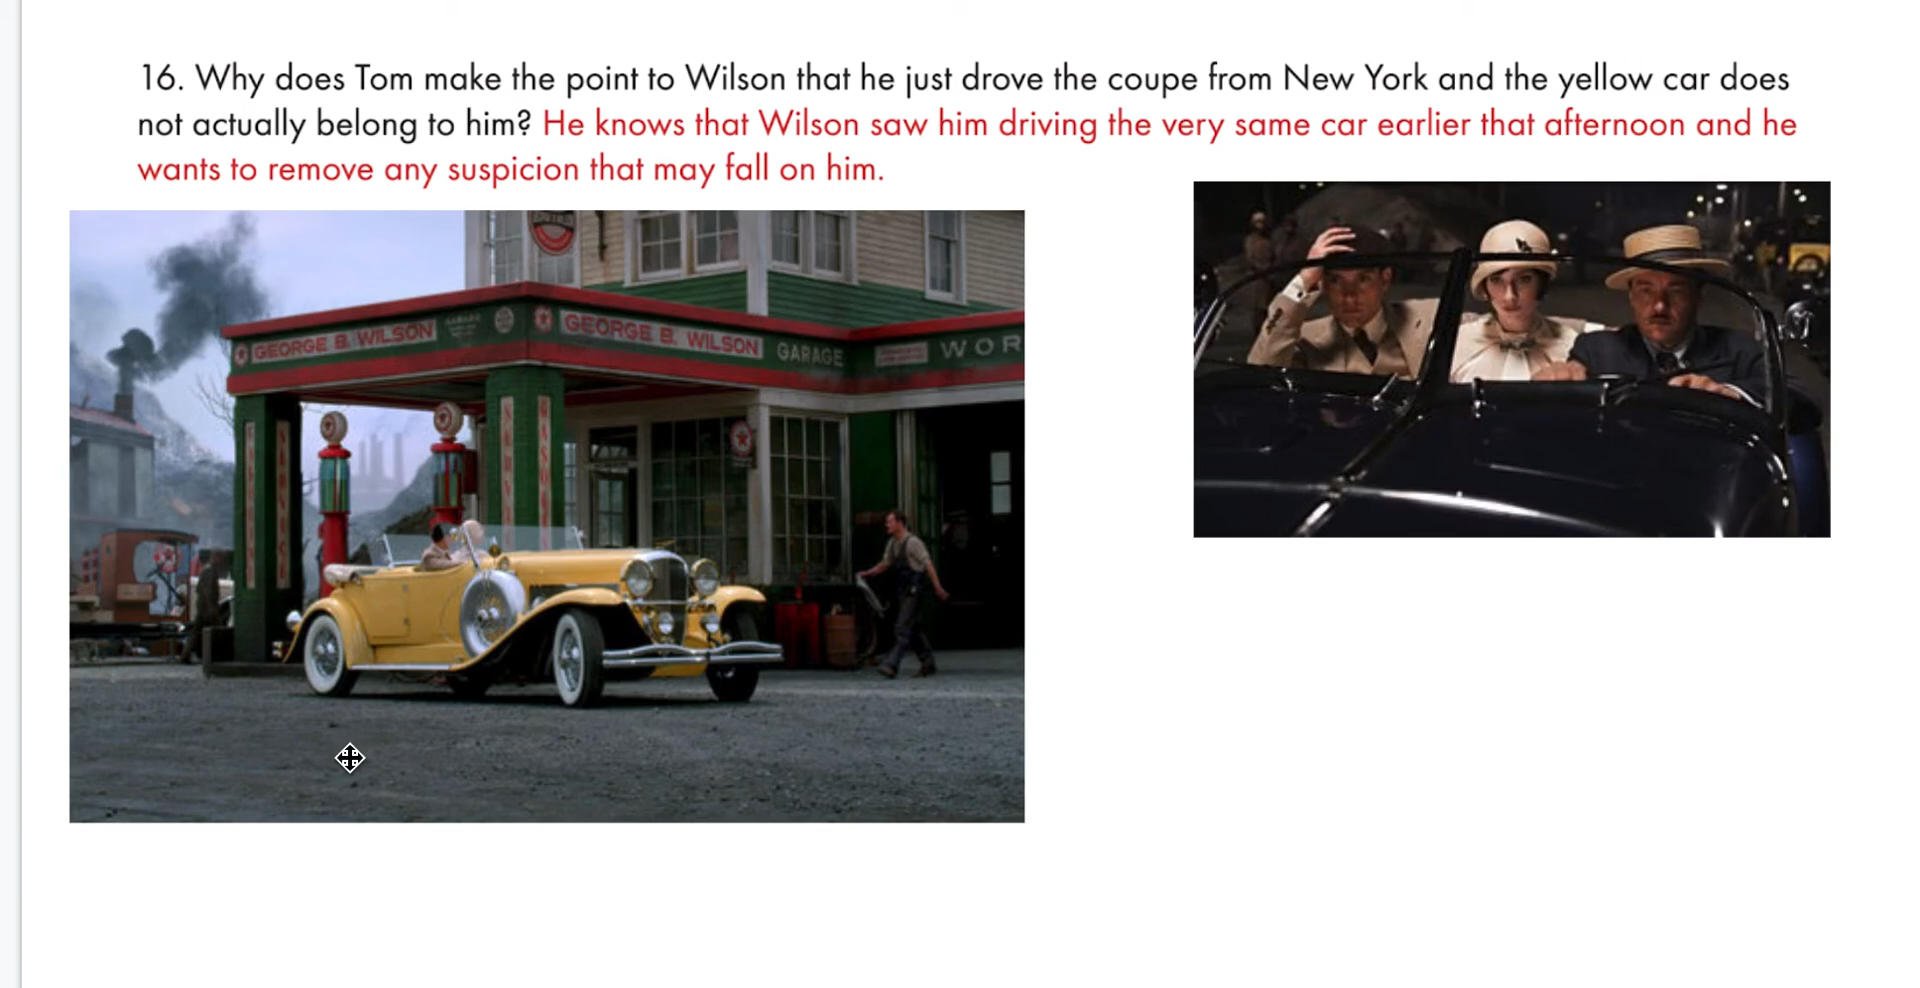 16. Why does Tom make the point to Wilson that he just drove the coupe from New York and the yellow car does
not actually belong to him? He knows that Wilson saw him driving the very same car earlier that afternoon and he
wants to remove any suspicion that may fall on him.
GEORGE B. WILSON
GEORGE B. WILSON
GARAGE
WOR